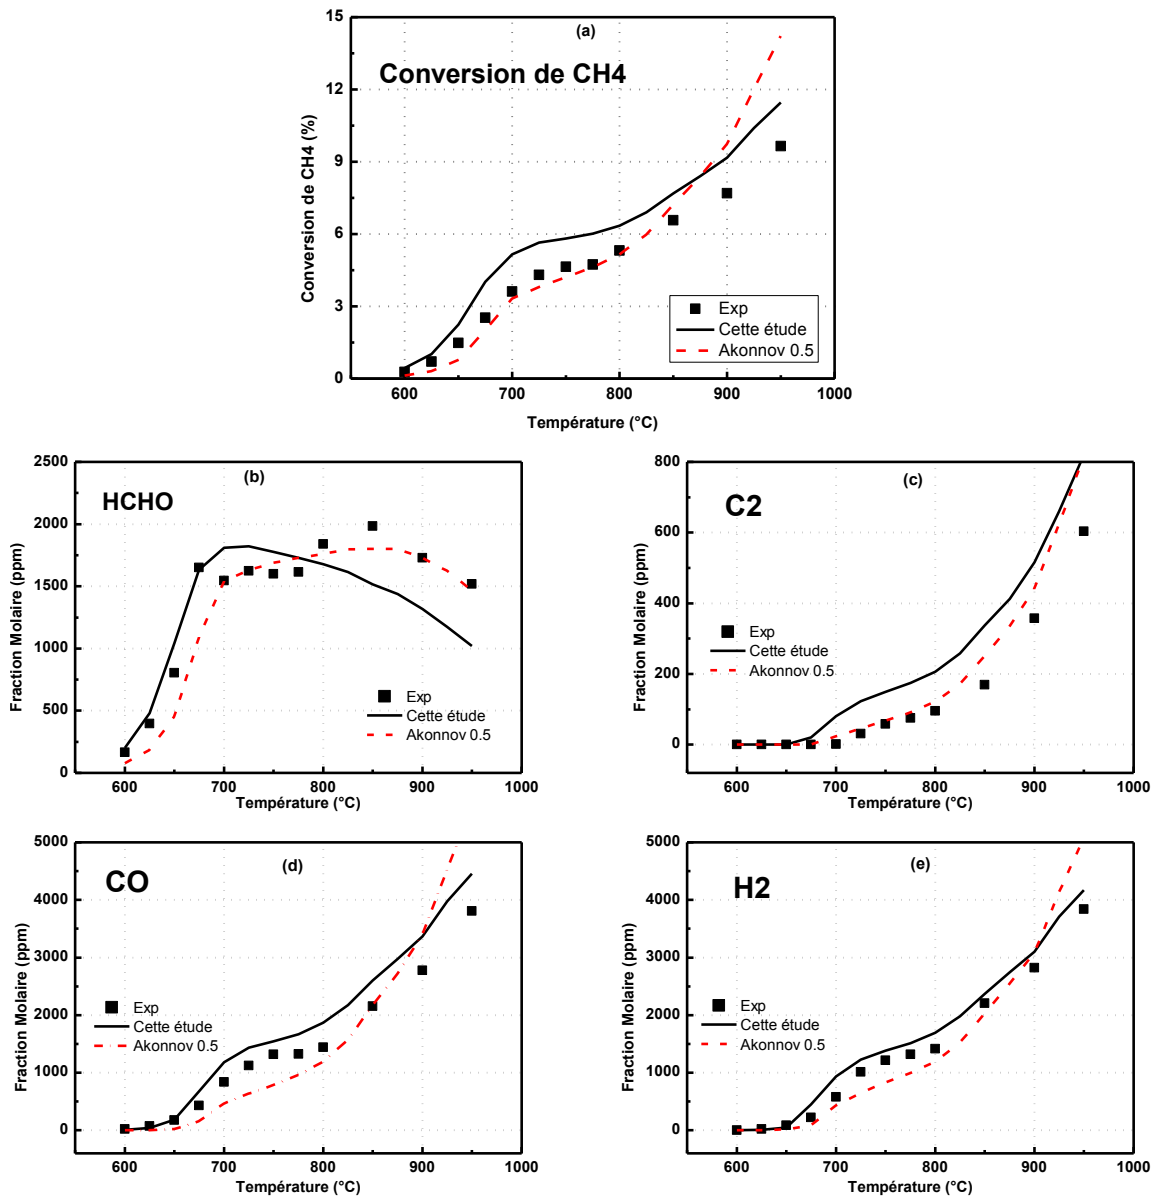 (a)
Conversion de CH4
Conversion de CH4 (%)
15
12
9
6
3
0
600
700
800
900
1000
Température (°C)
Exp
Cette étude
Akonnov 0.5
(b)
HCHO
Fraction Molaire (ppm)
2500
2000
1500
1000
500
0
600
700
800
900
1000
Température (°C)
Exp
Cette étude
Akonnov 0.5
(c)
C2
Fraction Molaire (ppm)
800
600
400
200
0
600
700
800
900
1000
Température (°C)
Exp
Cette étude
Akonnov 0.5
(d)
CO
Fraction Molaire (ppm)
5000
4000
3000
2000
1000
0
600
700
800
900
1000
Température (°C)
Exp
Cette étude
Akonnov 0.5
(e)
H2
Fraction Molaire (ppm)
5000
4000
3000
2000
1000
0
600
700
800
900
1000
Température (°C)
Exp
Cette étude
Akonnov 0.5